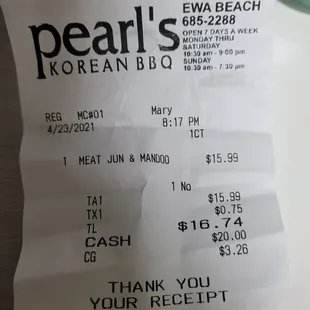 pearl's
KOREAN BBQ
EWA BEACH
685-2288
OPEN 7 DAYS A WEEK
MONDAY THRU
SATURDAY
10:30 am - 9:00 pm
SUNDAY
10:30 am - 7:30 pm
REG MC#01 Mary
4/23/2021 8:17 PM
1CT
1 MEAT JUN & MANDOO $15.99
1 No
TA1 $15.99
TX1 $0.75
TL $16.74
CASH $20.00
CG $3.26
THANK YOU
YOUR RECEIPT